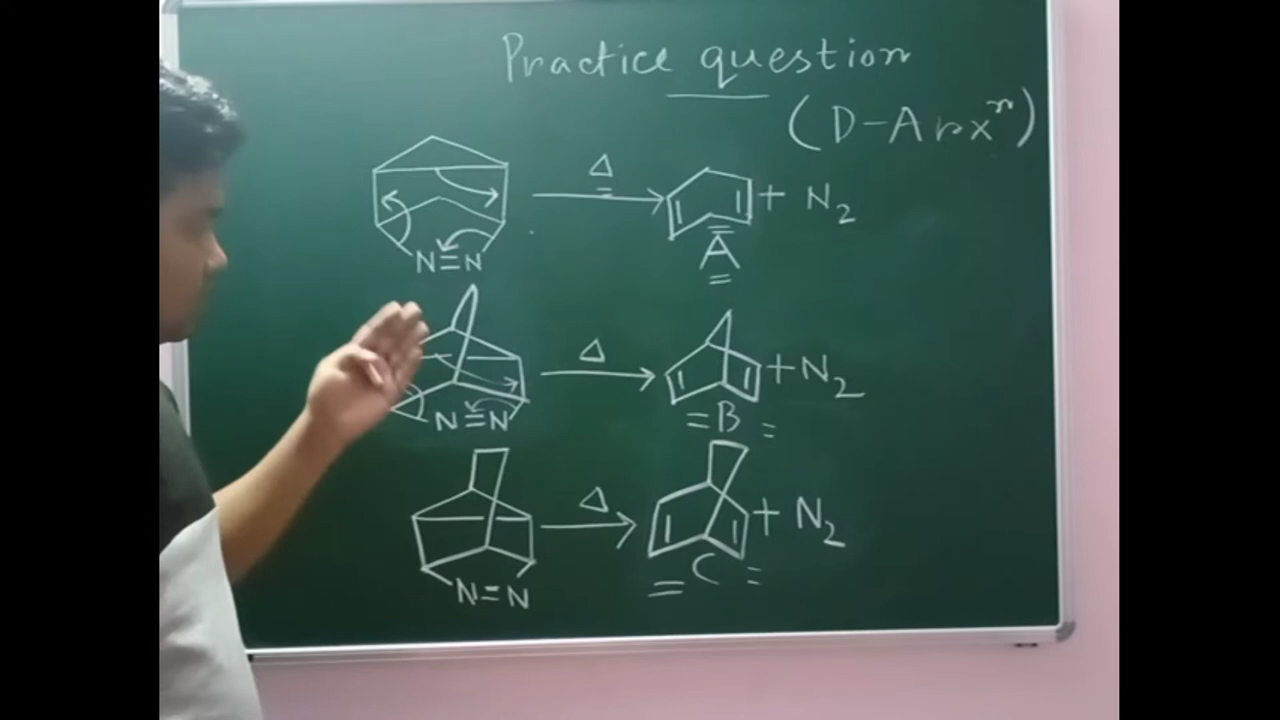 Practice question
(D-A rxⁿ)
Δ
+ N₂
N=N
A
Δ
+ N₂
N=N
B
Δ
+ N₂
C
N=N